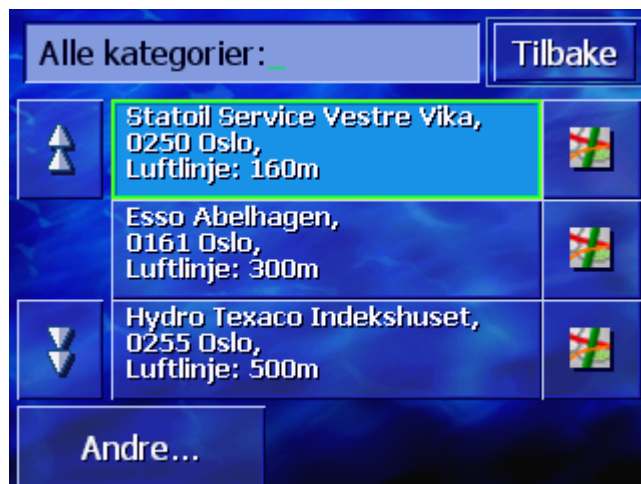 Alle kategorier:_
Tilbake
Statoil Service Vestre Vika,
0250 Oslo,
Luftlinje: 160m
Esso Abelhagen,
0161 Oslo,
Luftlinje: 300m
Hydro Texaco Indekshuset,
0255 Oslo,
Luftlinje: 500m
Andre...